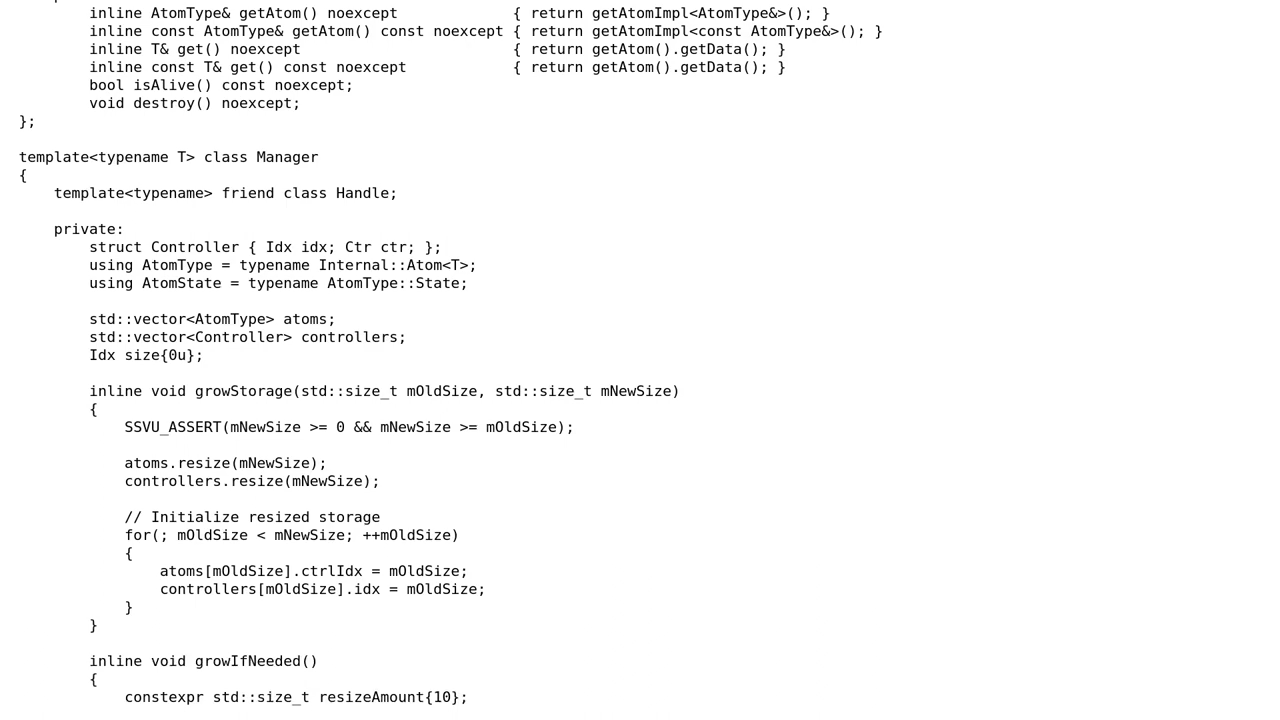 inline AtomType& getAtom() noexcept             { return getAtomImpl<AtomType&>(); }
        inline const AtomType& getAtom() const noexcept { return getAtomImpl<const AtomType&>(); }
        inline T& get() noexcept                        { return getAtom().getData(); }
        inline const T& get() const noexcept            { return getAtom().getData(); }
        bool isAlive() const noexcept;
        void destroy() noexcept;
};

template<typename T> class Manager
{
    template<typename> friend class Handle;

    private:
        struct Controller { Idx idx; Ctr ctr; };
        using AtomType = typename Internal::Atom<T>;
        using AtomState = typename AtomType::State;

        std::vector<AtomType> atoms;
        std::vector<Controller> controllers;
        Idx size{0u};

        inline void growStorage(std::size_t mOldSize, std::size_t mNewSize)
        {
            SSVU_ASSERT(mNewSize >= 0 && mNewSize >= mOldSize);

            atoms.resize(mNewSize);
            controllers.resize(mNewSize);

            // Initialize resized storage
            for(; mOldSize < mNewSize; ++mOldSize)
            {
                atoms[mOldSize].ctrlIdx = mOldSize;
                controllers[mOldSize].idx = mOldSize;
            }
        }

        inline void growIfNeeded()
        {
            constexpr std::size_t resizeAmount{10};